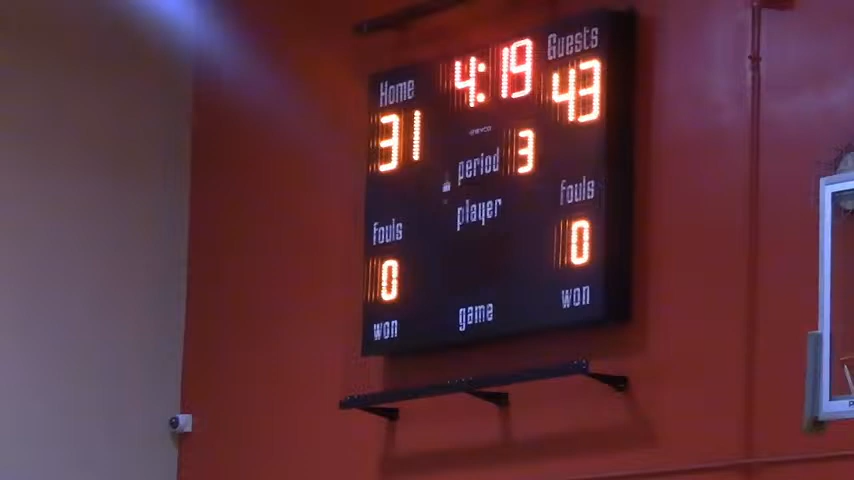 Home 4:19 Guests
31 43
period 3
player
Fouls Fouls
0 0
won game won